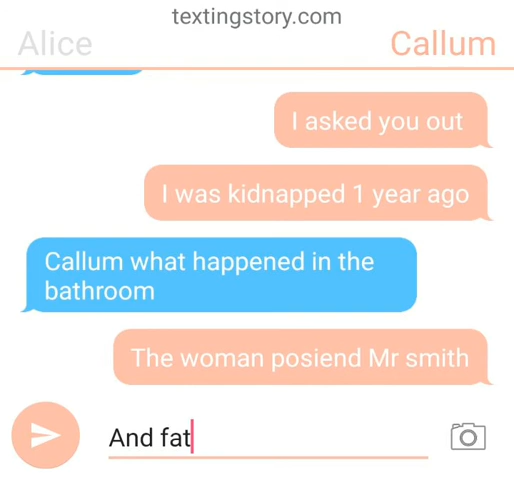 textingstory.com
Alice
Callum
I asked you out
I was kidnapped 1 year ago
Callum what happened in the
bathroom
The woman posiend Mr smith
And fat